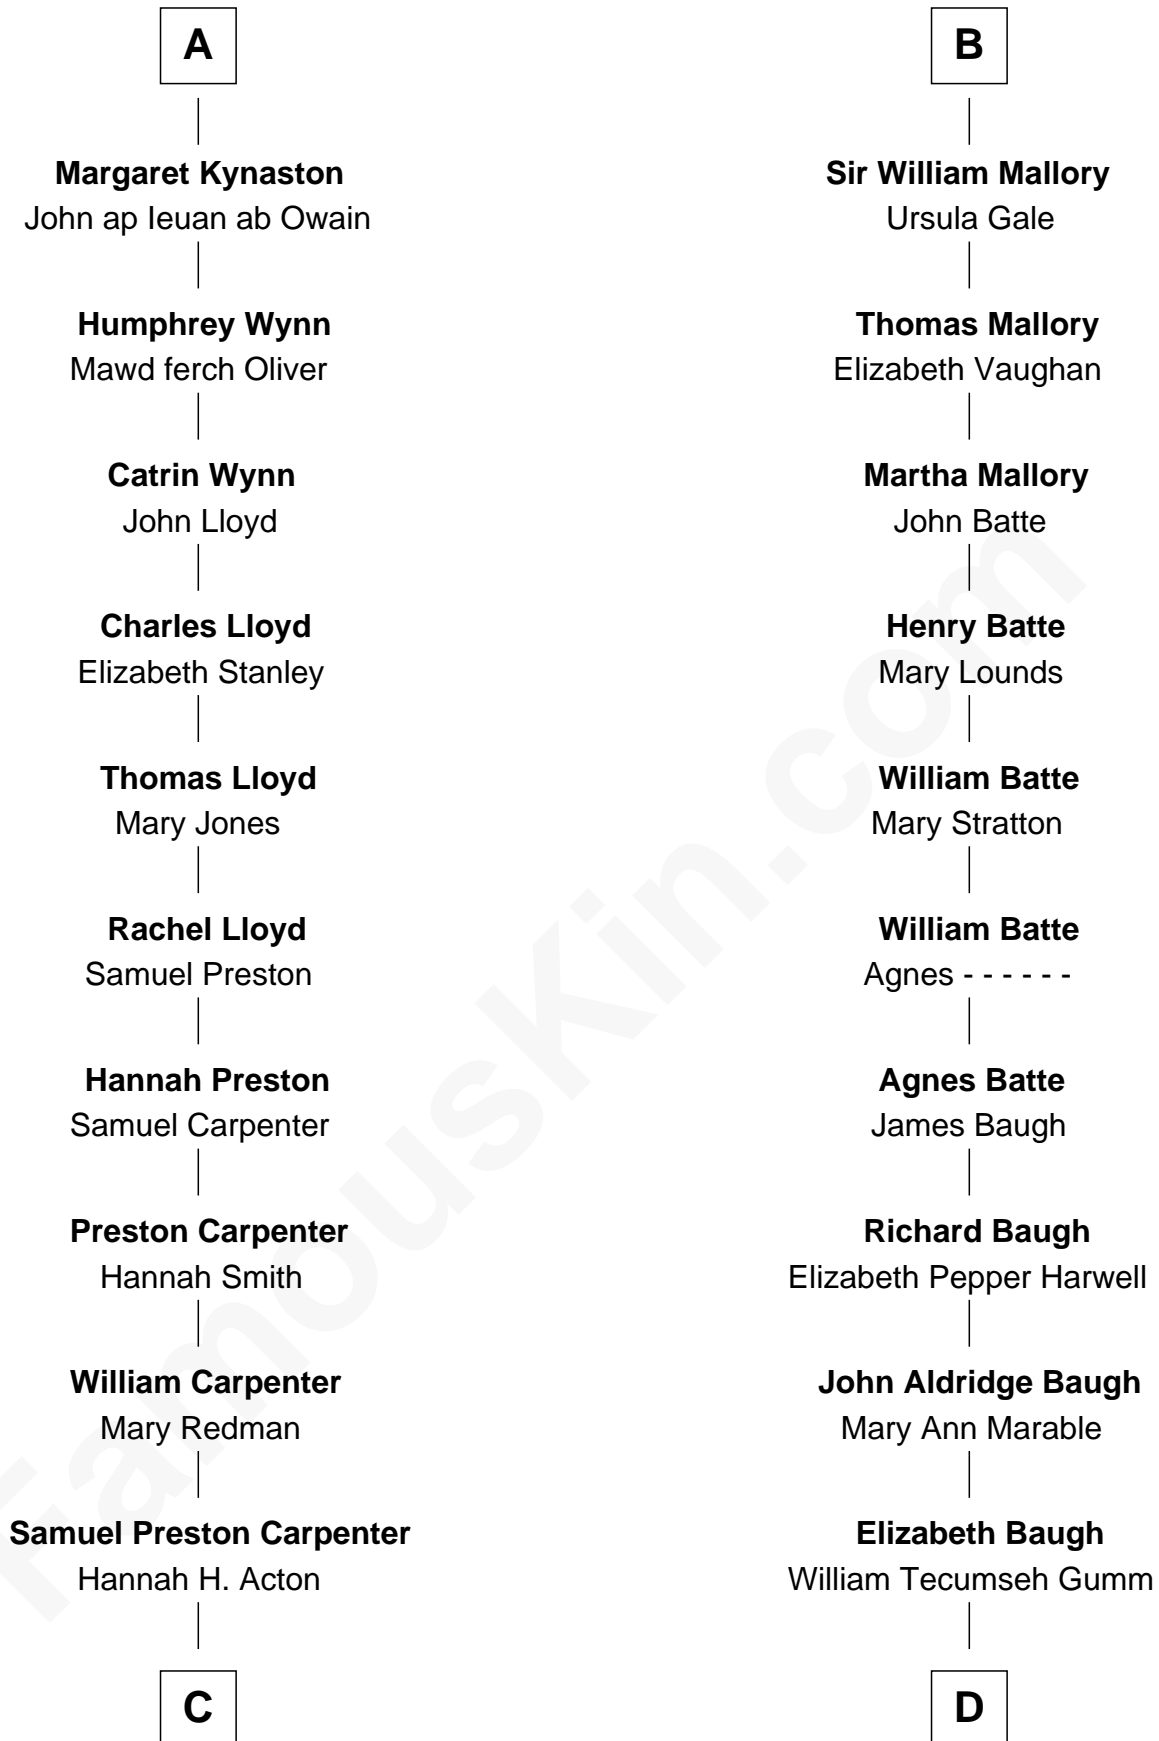 A
Margaret Kynaston
John ap Ieuan ab Owain
Humphrey Wynn
Mawd ferch Oliver
Catrin Wynn
John Lloyd
Charles Lloyd
Elizabeth Stanley
Thomas Lloyd
Mary Jones
Rachel Lloyd
Samuel Preston
Hannah Preston
Samuel Carpenter
Preston Carpenter
Hannah Smith
William Carpenter
Mary Redman
Samuel Preston Carpenter
Hannah H. Acton
C
B
Sir William Mallory
Ursula Gale
Thomas Mallory
Elizabeth Vaughan
Martha Mallory
John Batte
Henry Batte
Mary Lounds
William Batte
Mary Stratton
William Batte
Agnes - - - - - -
Agnes Batte
James Baugh
Richard Baugh
Elizabeth Pepper Harwell
John Aldridge Baugh
Mary Ann Marable
Elizabeth Baugh
William Tecumseh Gumm
D
FamousKin.com